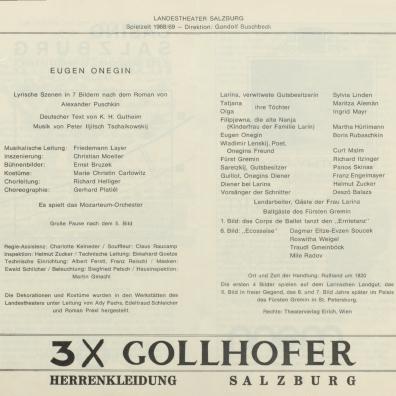 LANDESTHEATER SALZBURG
Spielzeit 1968/69 – Direktion: Gandolf Buschbeck
EUGEN ONEGIN
Lyrische Szenen in 7 Bildern nach dem Roman von
Alexander Puschkin
Deutscher Text von K. H. Gutheim
Musik von Peter Iljitsch Tschaikowskij
Musikalische Leitung: Friedemann Layer
Inszenierung: Christian Moeller
Bühnenbilder: Ernst Bruzek
Kostüme: Marie Christin Carlowitz
Chorleitung: Richard Heiliger
Choreographie: Gerhard Platiél
Es spielt das Mozarteum-Orchester
Große Pause nach dem 5. Bild
Regie-Assistenz: Charlotte Kelneder / Souffleur: Claus Raucamp
Inspektion: Helmut Zucker / Technische Leitung: Ekkehard Goetze
Technische Einrichtung: Albert Ferstl, Franz Reischl / Masken:
Ewald Schilcher / Beleuchtung: Siegfried Petsch / Hausinspektion:
Martin Gmachl
Die Dekorationen und Kostüme wurden in den Werkstätten des
Landestheaters unter Leitung von Ady Fuchs, Edeltraud Schleicher
und Roman Prexl hergestellt.
Larina, verwitwete Gutsbesitzerin Sylvia Linden
Tatjana Maritza Alemán
ihre Töchter
Olga Ingrid Mayr
Filipjewna, die alte Nanja
(Kinderfrau der Familie Larin) Martha Hürlimann
Eugen Onegin Boris Rubaschkin
Wladimir Lenskij, Poet,
Onegins Freund Curt Malm
Fürst Gremin Richard Itzinger
Saretzkij, Gutsbesitzer Panos Skinas
Guillot, Onegins Diener Franz Engelmayer
Diener bei Larins Helmut Zucker
Vorsänger der Schnitter Deszö Balazs
Landarbeiter, Gäste der Frau Larina
Ballgäste des Fürsten Gremin
1. Bild: das Corps de Ballet tanzt den „Erntetanz"
6. Bild: „Ecossaise" Dagmar Elize-Evzen Soucek
Roswitha Weigel
Traudl Gmeinböck
Mile Radov
Ort und Zeit der Handlung: Rußland um 1820
Die ersten 4 Bilder spielen auf dem Larinschen Landgut, das
5. Bild in freier Gegend, das 6. und 7. Bild Jahre später im Palais
des Fürsten Gremin in St. Petersburg.
Rechte: Theaterverlag Eirich, Wien
3 X GOLLHOFER
HERRENKLEIDUNG SALZBURG